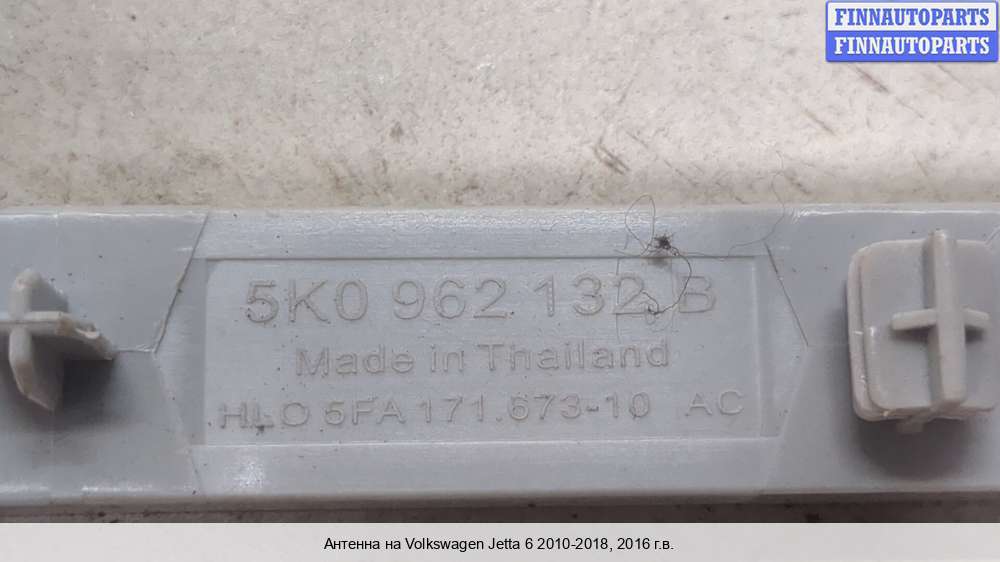 FINNAUTOPARTS
FINNAUTOPARTS
5K0 962 132 B
Made in Thailand
HLO 5FA 171.673-10 AC
Антенна на Volkswagen Jetta 6 2010-2018, 2016 г.в.